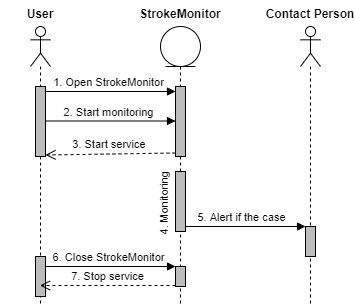 User
StrokeMonitor
Contact Person
1. Open StrokeMonitor
2. Start monitoring
3. Start service
4. Monitoring
5. Alert if the case
6. Close StrokeMonitor
7. Stop service